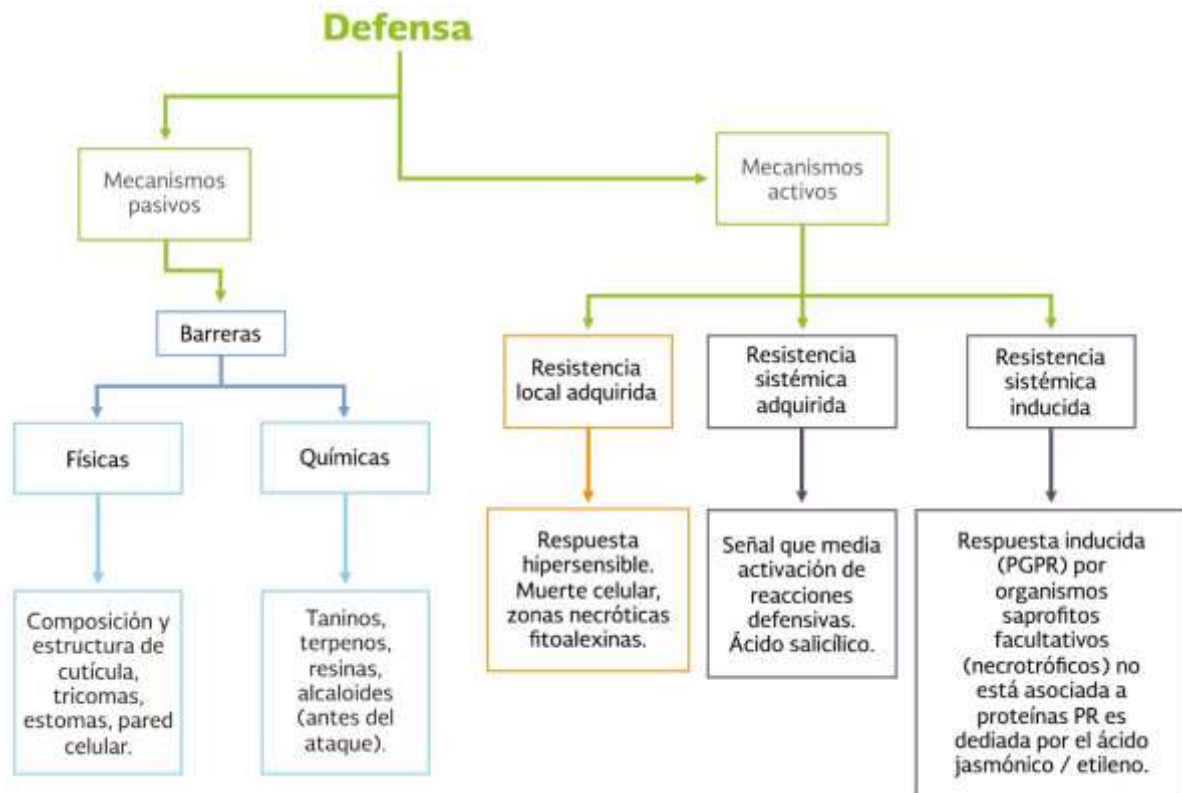 Defensa
Mecanismos
pasivos
Mecanismos
activos
Barreras
Físicas
Químicas
Composición y
estructura de
cutícula,
tricomas,
estomas, pared
celular.
Taninos,
terpenos,
resinas,
alcaloides
(antes del
ataque).
Resistencia
local adquirida
Resistencia
sistémica
adquirida
Resistencia
sistémica
inducida
Respuesta
hipersensible.
Muerte celular,
zonas necróticas
fitoalexinas.
Señal que media
activación de
reacciones
defensivas.
Ácido salicílico.
Respuesta inducida
(PGPR) por
organismos
saprofitos
facultativos
(necrotróficos) no
está asociada a
proteínas PR es
dediada por el ácido
jasmónico / etileno.